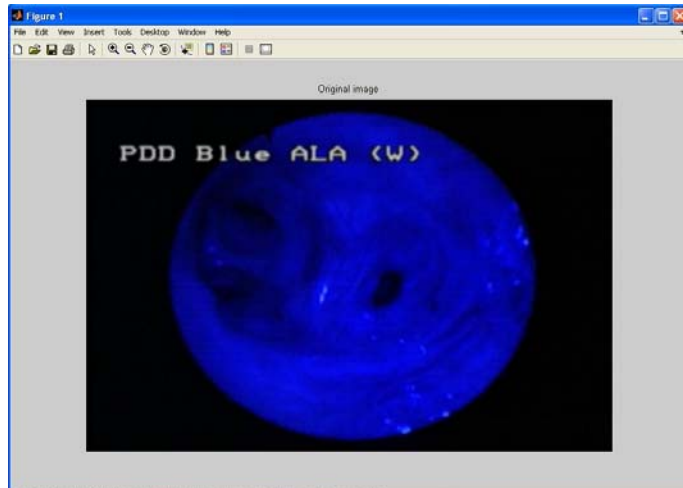 Figure 1
File Edit View Insert Tools Desktop Window Help
Original image
PDD Blue ALA (W)